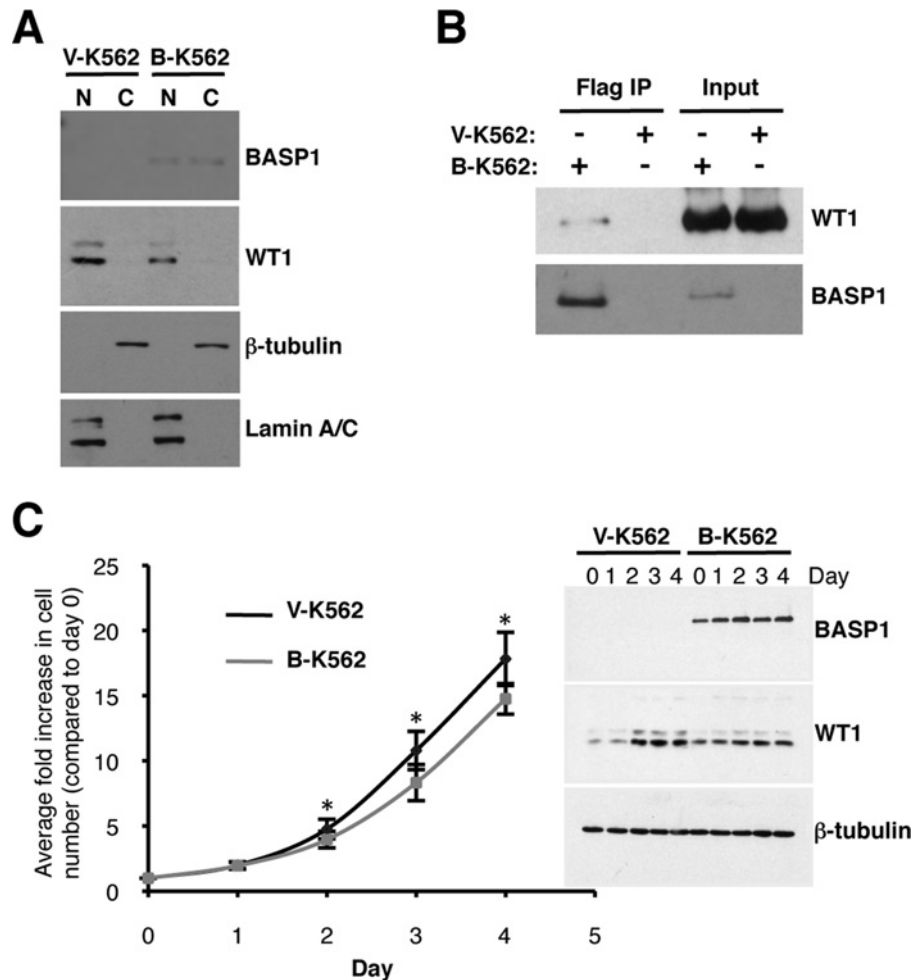 A
V-K562 B-K562
N C N C
BASP1
WT1
β-tubulin
Lamin A/C
B
Flag IP Input
V-K562: - + - +
B-K562: + - + -
WT1
BASP1
C
Average fold increase in cell
number (compared to day 0)
25
20
15
10
5
0
V-K562
B-K562
*
*
*
0 1 2 3 4 5
Day
V-K562 B-K562
0 1 2 3 4 0 1 2 3 4 Day
BASP1
WT1
β-tubulin